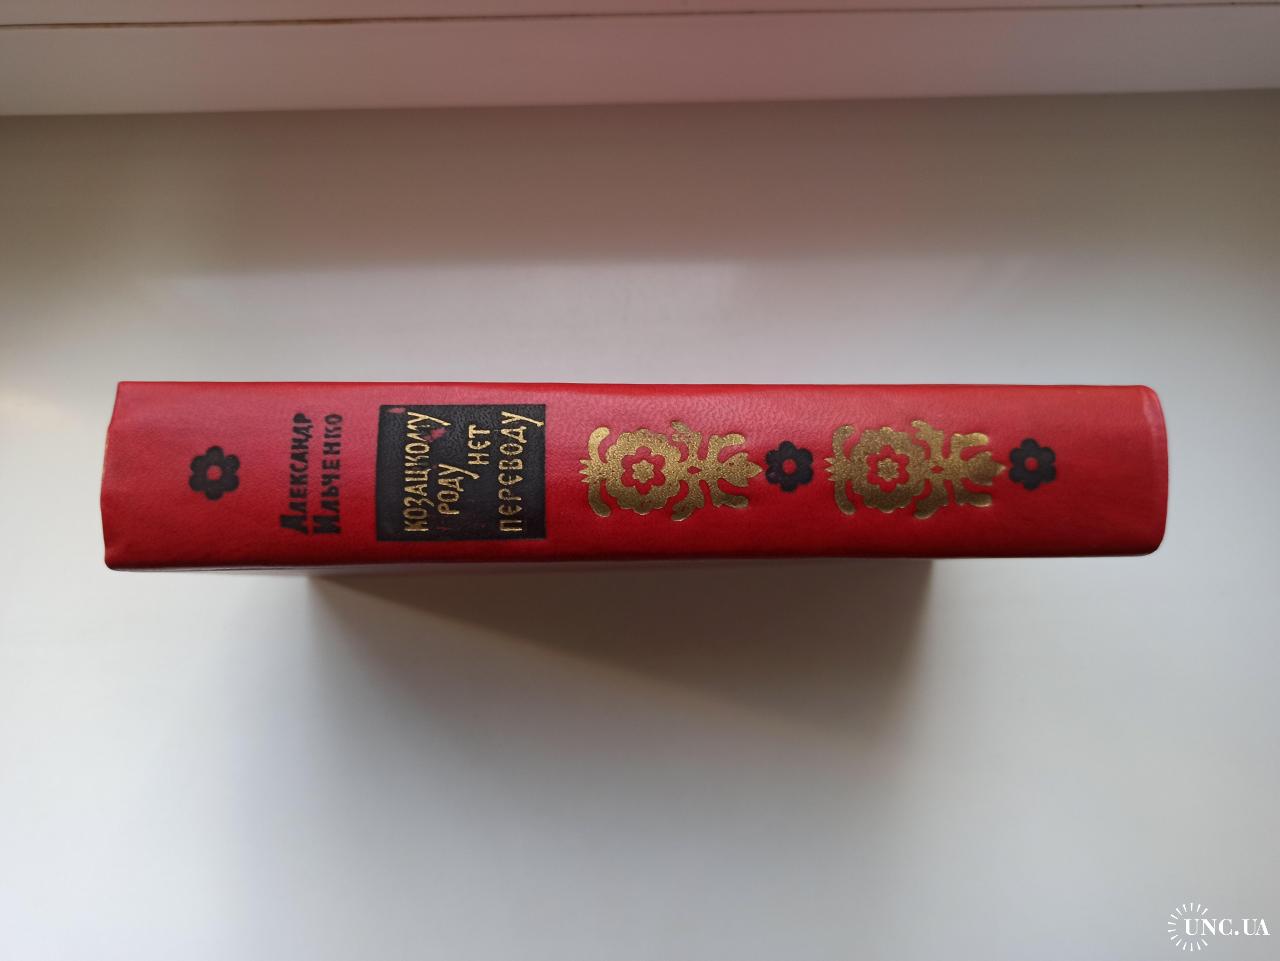 Александр
Ильченко
КОЗАЦКОМУ
РОДУ
НЕТ
ПЕРЕВОДУ
UNC.UA